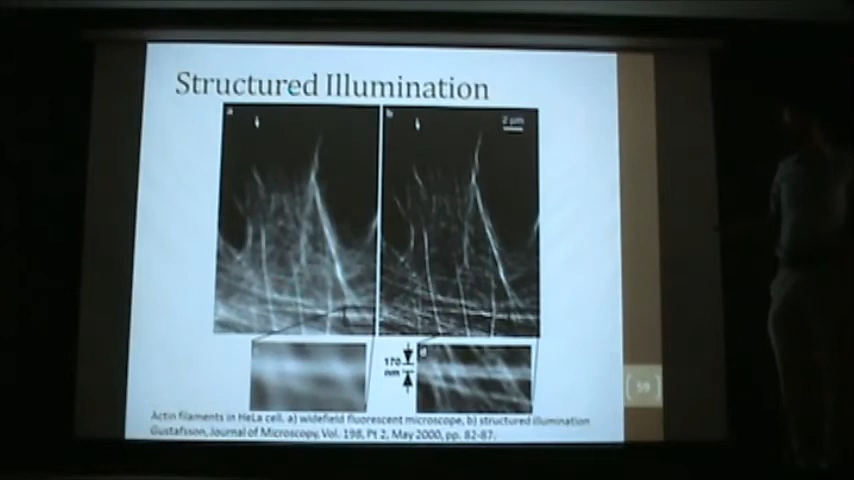 Structured Illumination
a
b
2 µm
170
nm
d
59
Actin filaments in HeLa cell. a) widefield fluorescent microscope, b) structured illumination
Gustafsson, Journal of Microscopy, Vol. 198, Pt 2, May 2000, pp. 82-87.